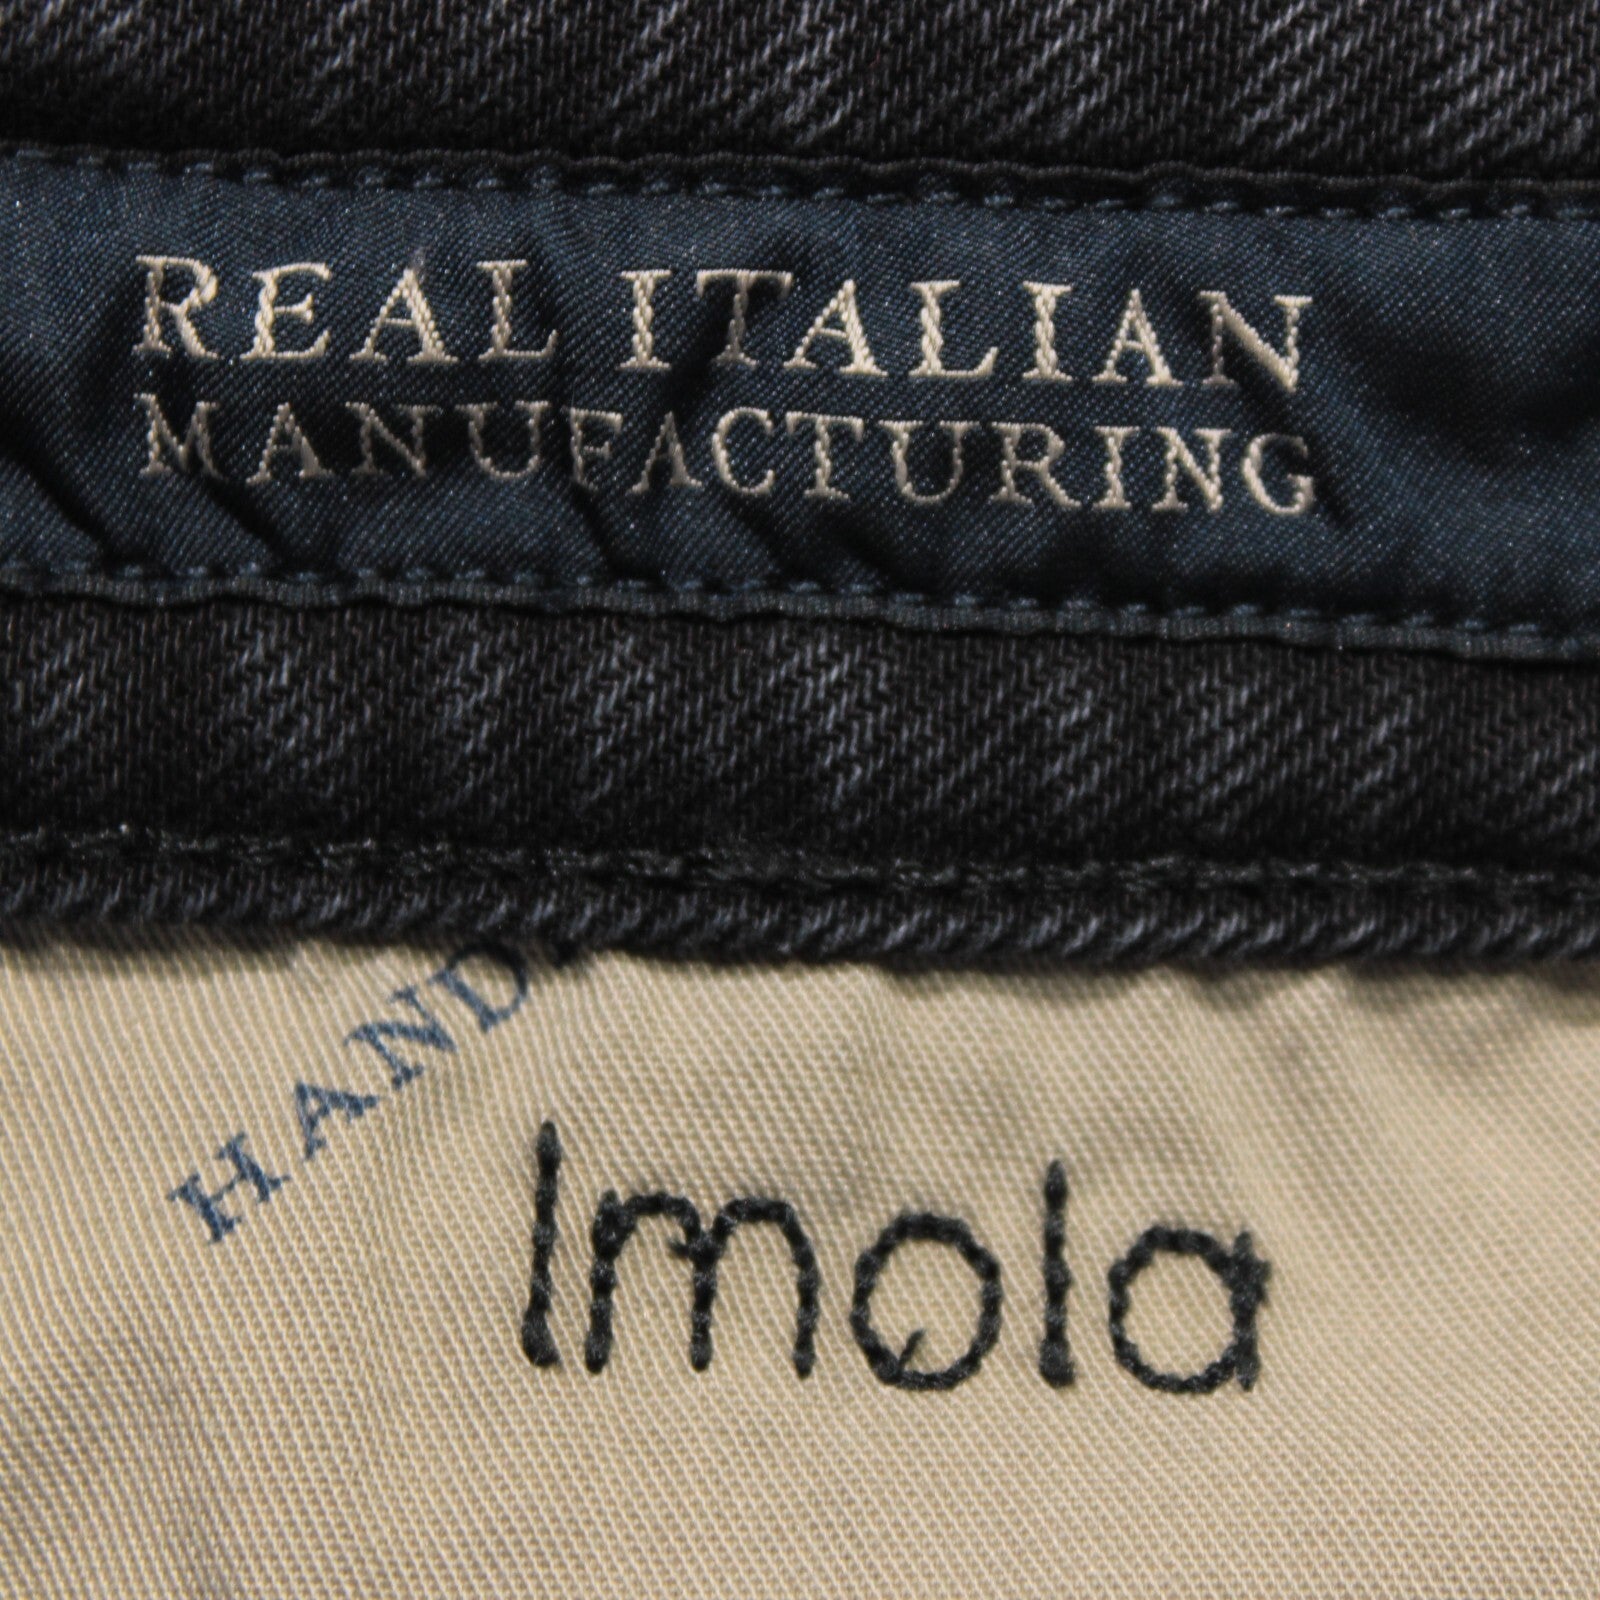 REAL ITALIAN
MANUFACTURING
HAND
Imola